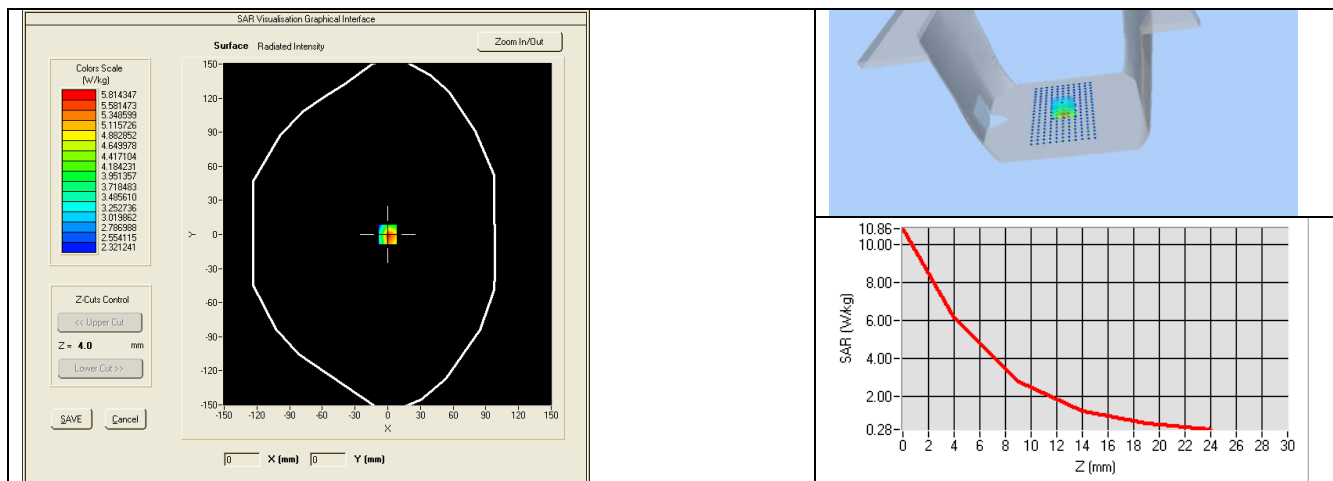 SAR Visualisation Graphical Interface
Surface Radiated Intensity
Zoom In/Out
Colors Scale
(W/kg)
5.814347
5.581473
5.348599
5.115726
4.882852
4.649978
4.417104
4.184231
3.951357
3.718483
3.485610
3.252736
3.019862
2.786988
2.554115
2.321241
Z-Cuts Control
<< Upper Cut
Z = 4.0 mm
Lower Cut >>
SAVE Cancel
150
120
90
60
30
0
-30
-60
-90
-120
-150
Y
-150 -120 -90 -60 -30 0 30 60 90 120 150
X
0 X (mm) 0 Y (mm)
10.86
10.00
8.00
6.00
4.00
2.00
0.28
SAR (W/kg)
0 2 4 6 8 10 12 14 16 18 20 22 24 26 28 30
Z (mm)